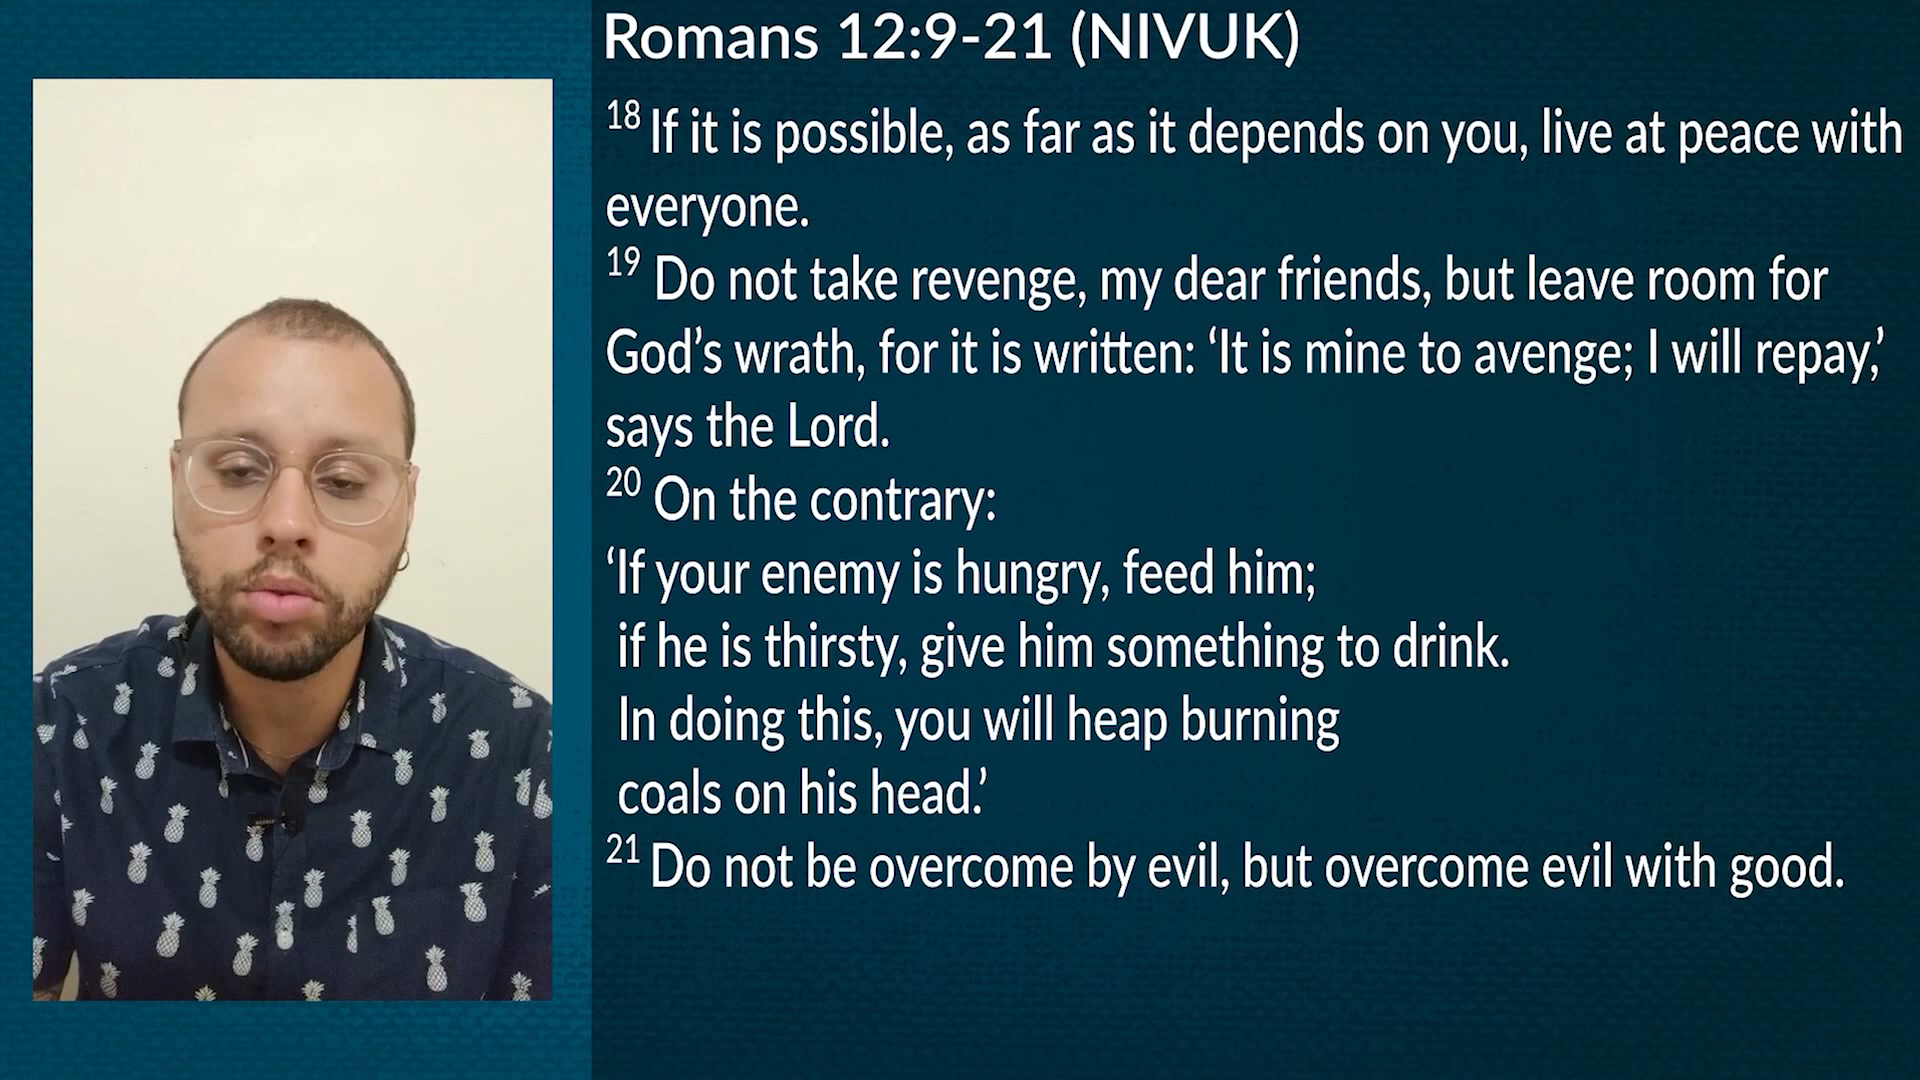 Romans 12:9-21 (NIVUK)
18 If it is possible, as far as it depends on you, live at peace with
everyone.
19 Do not take revenge, my dear friends, but leave room for
God’s wrath, for it is written: ‘It is mine to avenge; I will repay,’
says the Lord.
20 On the contrary:
‘If your enemy is hungry, feed him;
if he is thirsty, give him something to drink.
In doing this, you will heap burning
coals on his head.’
21 Do not be overcome by evil, but overcome evil with good.